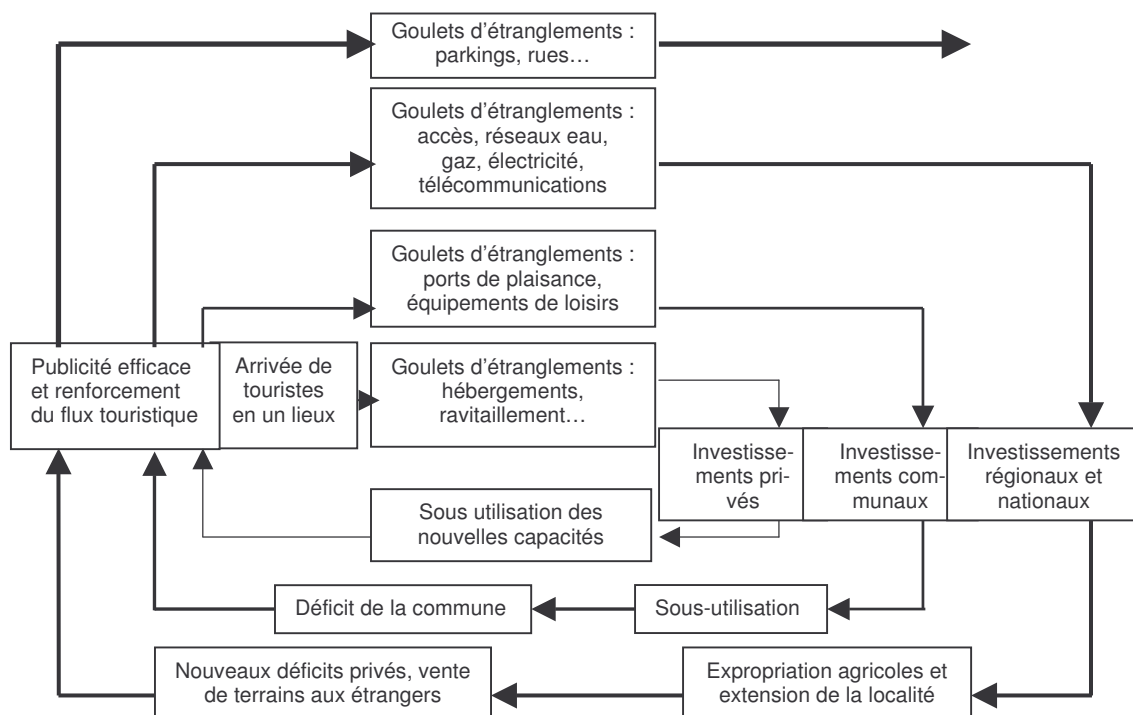 Goulets d'étranglements :
parkings, rues…
Goulets d'étranglements :
accès, réseaux eau,
gaz, électricité,
télécommunications
Goulets d'étranglements :
ports de plaisance,
équipements de loisirs
Publicité efficace
et renforcement
du flux touristique
Arrivée de
touristes
en un lieux
Goulets d'étranglements :
hébergements,
ravitaillement…
Investisse-
ments pri-
vés
Investisse-
ments com-
munaux
Investissements
régionaux et
nationaux
Sous utilisation des
nouvelles capacités
Déficit de la commune
Sous-utilisation
Nouveaux déficits privés, vente
de terrains aux étrangers
Expropriation agricoles et
extension de la localité